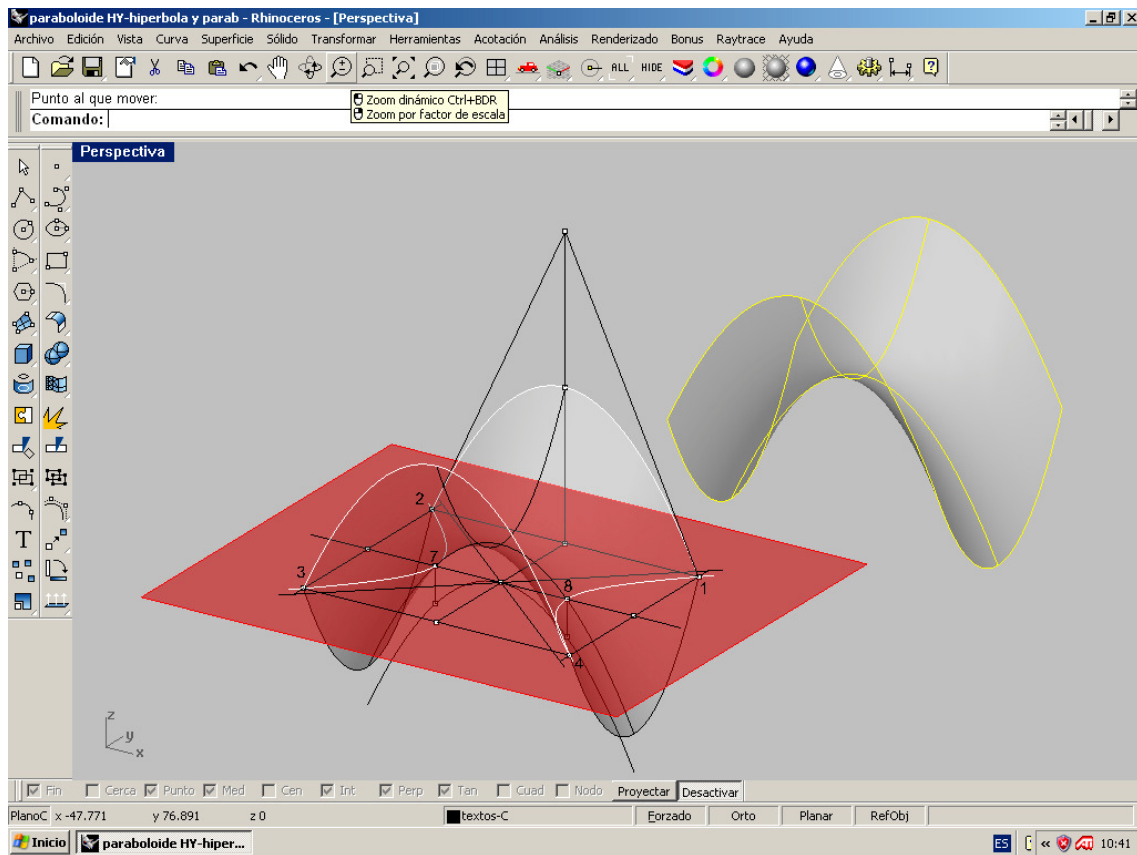 paraboloide HY-hiperbola y parab - Rhinoceros - [Perspectiva]
Archivo Edición Vista Curva Superficie Sólido Transformar Herramientas Acotación Análisis Renderizado Bonus Raytrace Ayuda
ALL HIDE
Punto al que mover:
Comando:
Zoom dinámico Ctrl+BDR
Zoom por factor de escala
Perspectiva
2
3
7
8
1
4
T
z
y
x
Fin Cerca Punto Med Cen Int Perp Tan Cuad Nodo Proyectar Desactivar
PlanoC x -47.771 y 76.891 z 0 textos-C Forzado Orto Planar RefObj
Inicio paraboloide HY-hiper... ES « ATI 10:41